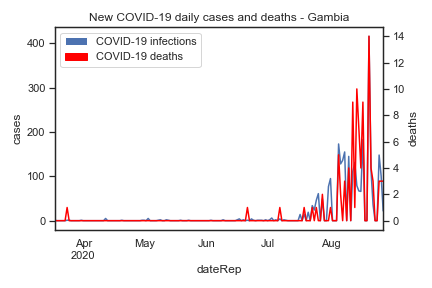 New COVID-19 daily cases and deaths - Gambia
COVID-19 infections
COVID-19 deaths
400
300
200
100
0
cases
14
12
10
8
6
4
2
0
deaths
Apr
2020
May
Jun
Jul
Aug
dateRep